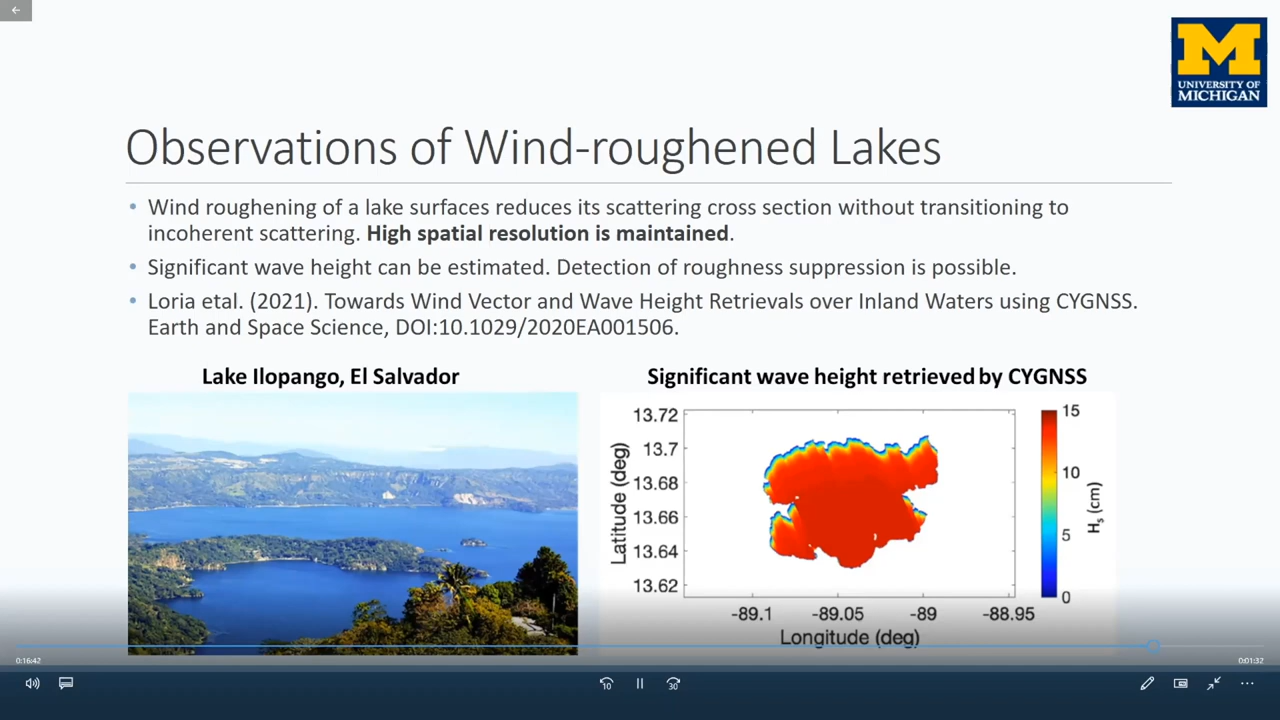 M
UNIVERSITY OF
MICHIGAN
Observations of Wind-roughened Lakes
• Wind roughening of a lake surfaces reduces its scattering cross section without transitioning to
incoherent scattering. High spatial resolution is maintained.
• Significant wave height can be estimated. Detection of roughness suppression is possible.
• Loria etal. (2021). Towards Wind Vector and Wave Height Retrievals over Inland Waters using CYGNSS.
Earth and Space Science, DOI:10.1029/2020EA001506.
Lake Ilopango, El Salvador
Significant wave height retrieved by CYGNSS
13.72
13.7
13.68
13.66
13.64
13.62
Latitude (deg)
-89.1 -89.05 -89 -88.95
Longitude (deg)
15
10
5
0
Hs (cm)
0:16:42
0:01:32
10
30